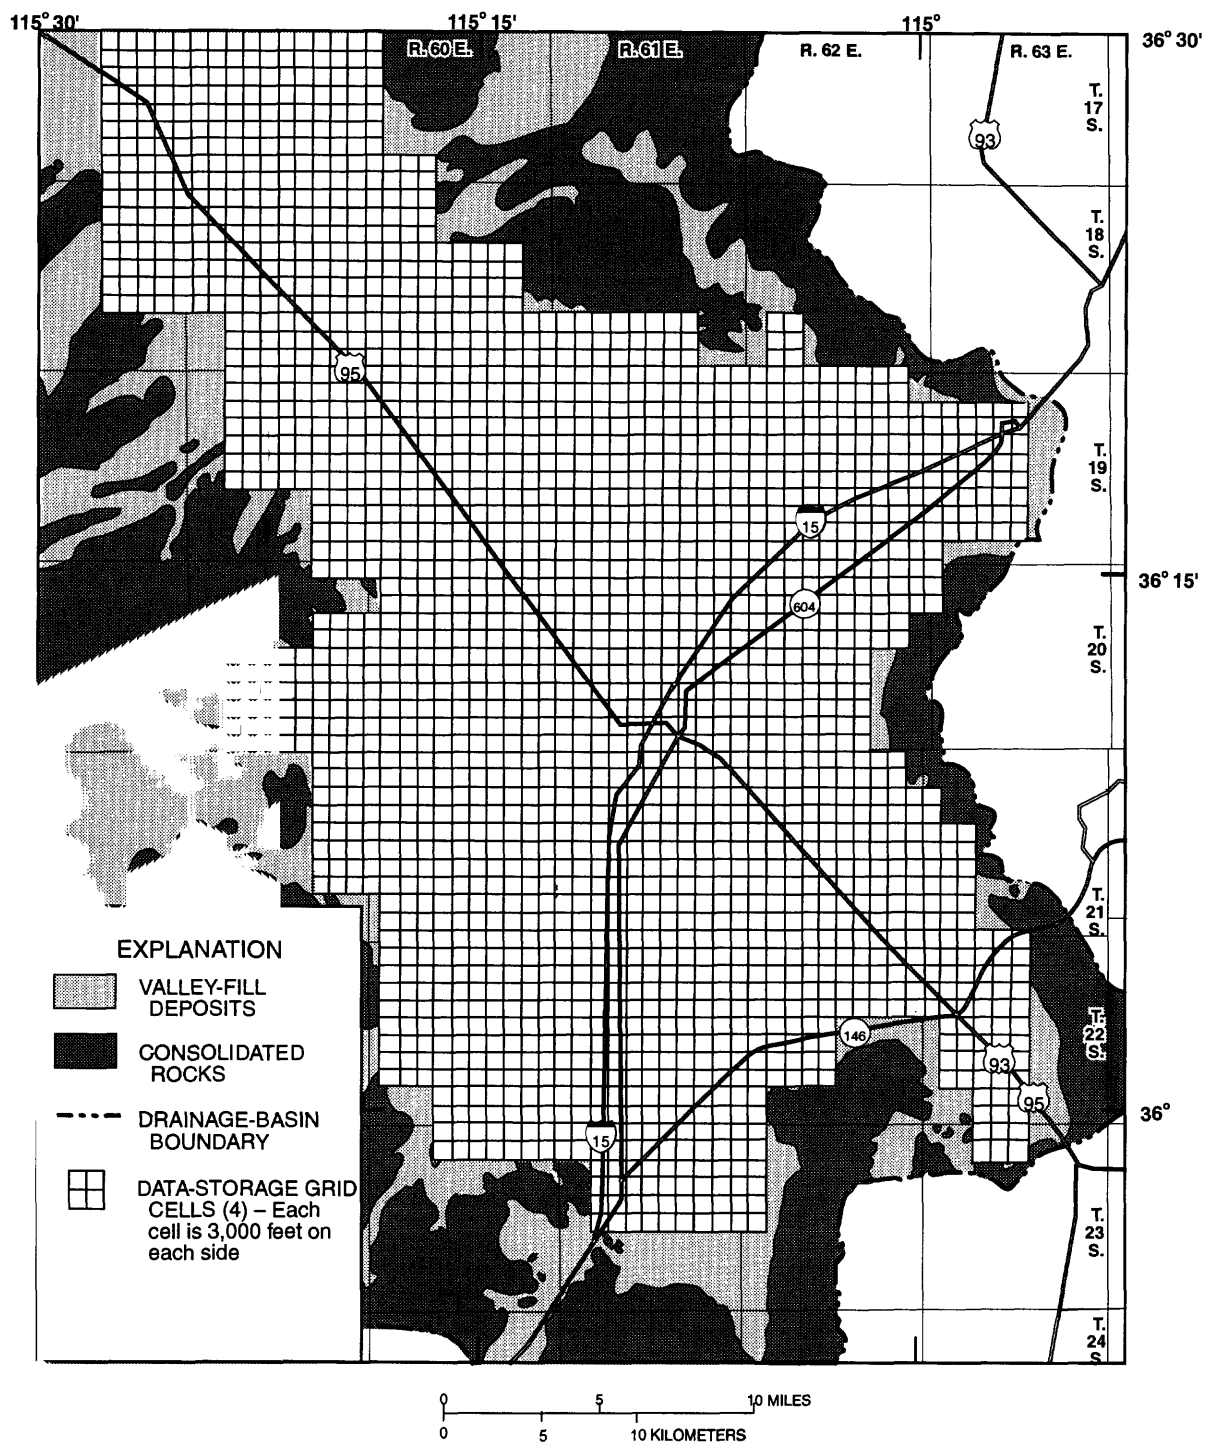 115° 30'
115° 15'
115°
R. 60 E.
R. 61 E.
R. 62 E.
R. 63 E.
36° 30'
T.
17
S.
93
T.
18
S.
95
T.
19
S.
15
36° 15'
604
T.
20
S.
T.
21
S.
EXPLANATION
VALLEY-FILL
DEPOSITS
CONSOLIDATED
ROCKS
DRAINAGE-BASIN
BOUNDARY
DATA-STORAGE GRID
CELLS (4) – Each
cell is 3,000 feet on
each side
T.
22
S.
146
93
95
36°
15
T.
23
S.
T.
24
S
0 5 10 MILES
0 5 10 KILOMETERS